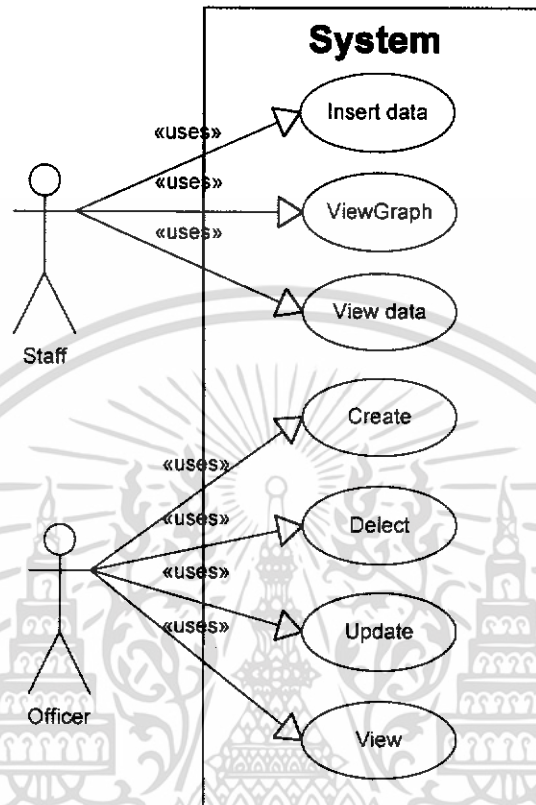 System
Insert data
«uses»
«uses»
ViewGraph
«uses»
View data
Staff
Create
«uses»
«uses»
Delect
«uses»
Update
«uses»
Officer
View